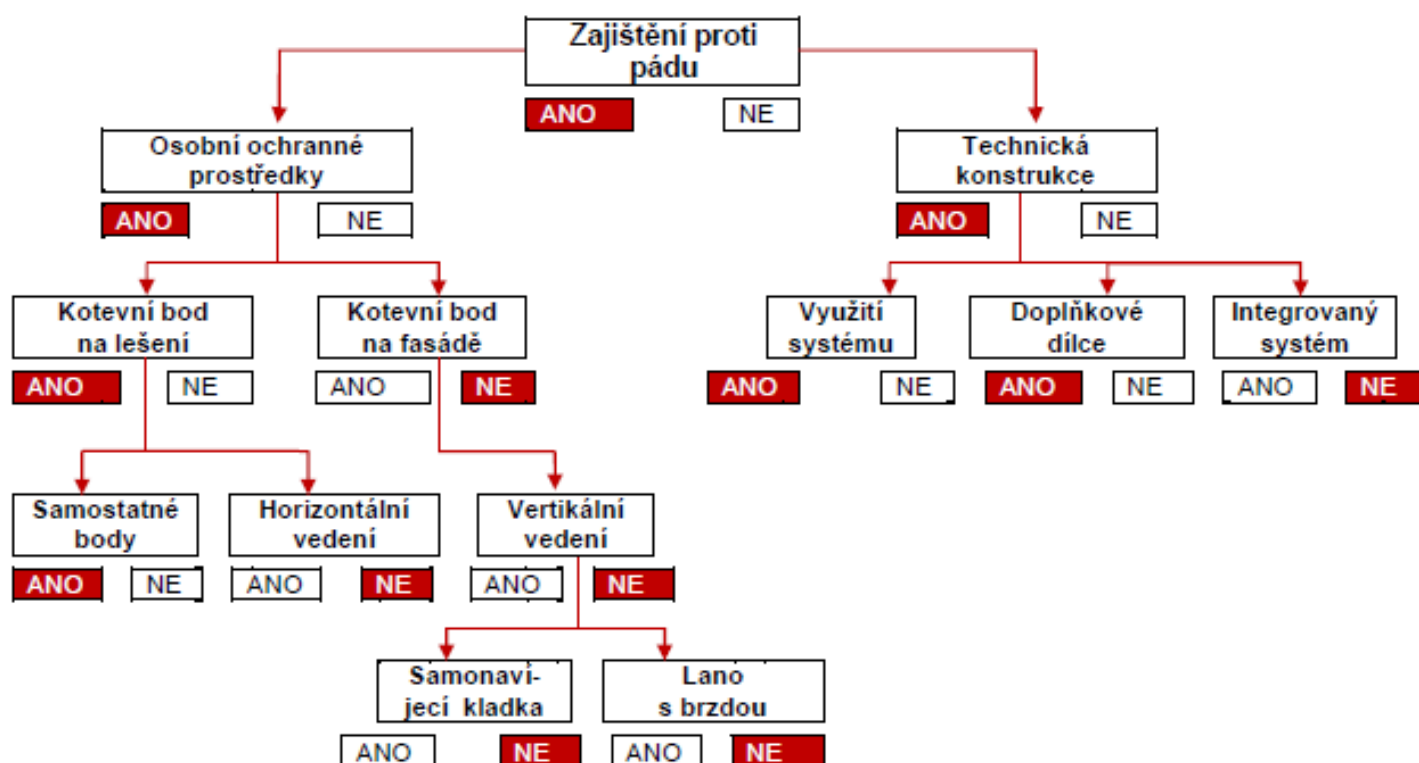 Zajištění proti
pádu
ANO
NE
Osobní ochranné
prostředky
Technická
konstrukce
ANO
NE
ANO
NE
Kotevní bod
na lešení
Kotevní bod
na fasádě
Využití
systému
Doplňkové
dílce
Integrovaný
systém
ANO
NE
ANO
NE
ANO
NE
ANO
NE
ANO
NE
Samostatné
body
Horizontální
vedení
Vertikální
vedení
ANO
NE
ANO
NE
ANO
NE
Samonaví-
jecí kladka
Lano
s brzdou
ANO
NE
ANO
NE